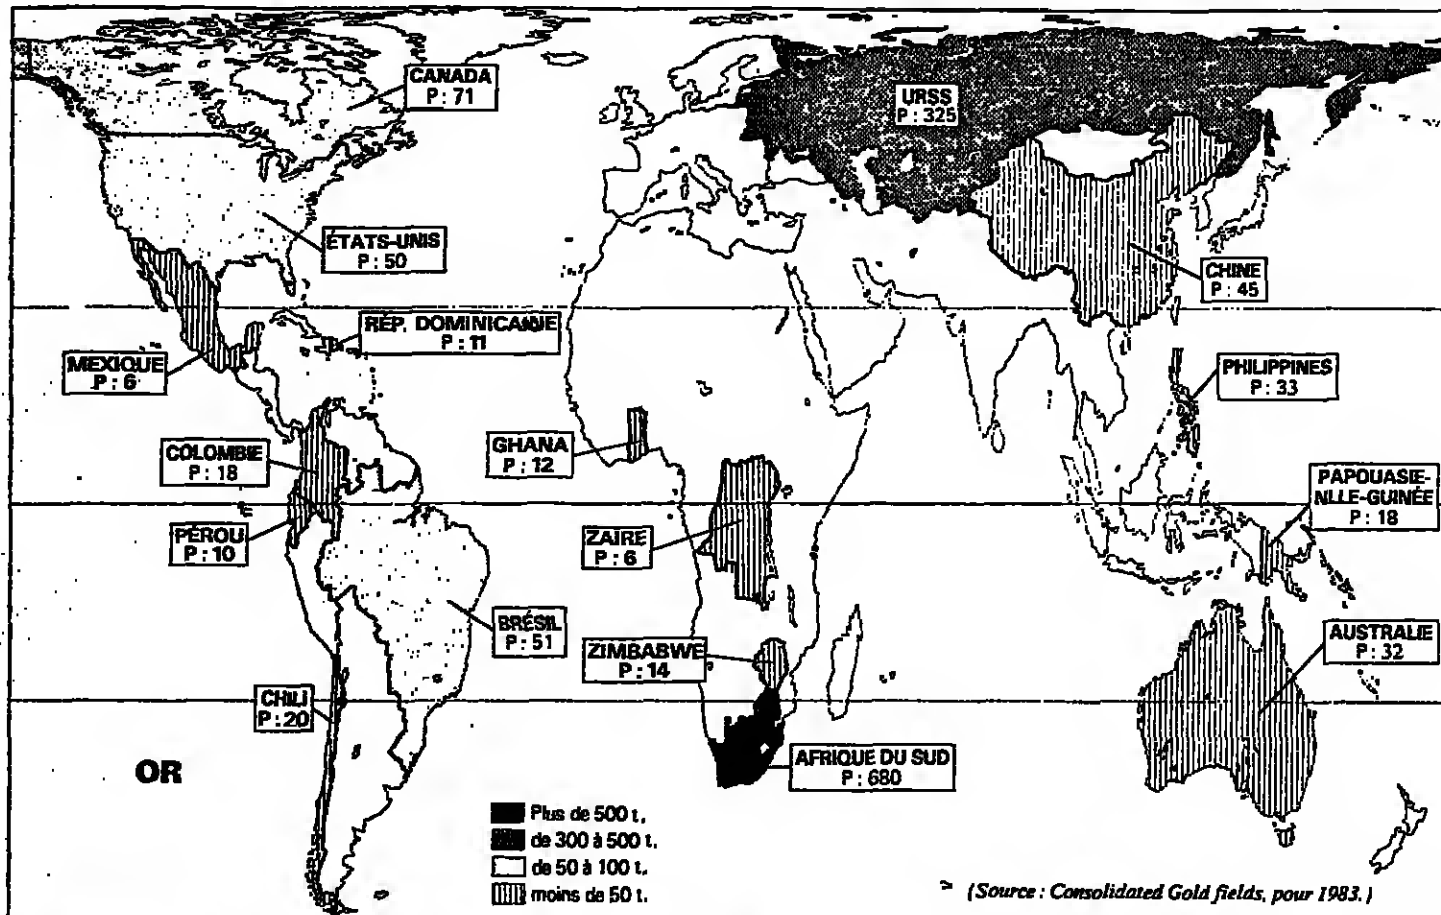 CANADA
P : 71
URSS
P : 325
ÉTATS-UNIS
P : 50
CHINE
P : 45
RÉP. DOMINICAINE
P : 11
MEXIQUE
P : 6
PHILIPPINES
P : 33
COLOMBIE
P : 18
GHANA
P : 12
PAPOUASIE-
NLLE-GUINÉE
P : 18
PÉROU
P : 10
ZAÏRE
P : 6
BRÉSIL
P : 51
ZIMBABWE
P : 14
AUSTRALIE
P : 32
CHILI
P : 20
AFRIQUE DU SUD
P : 680
OR
Plus de 500 t.
de 300 à 500 t.
de 50 à 100 t.
moins de 50 t.
(Source : Consolidated Gold fields, pour 1983.)